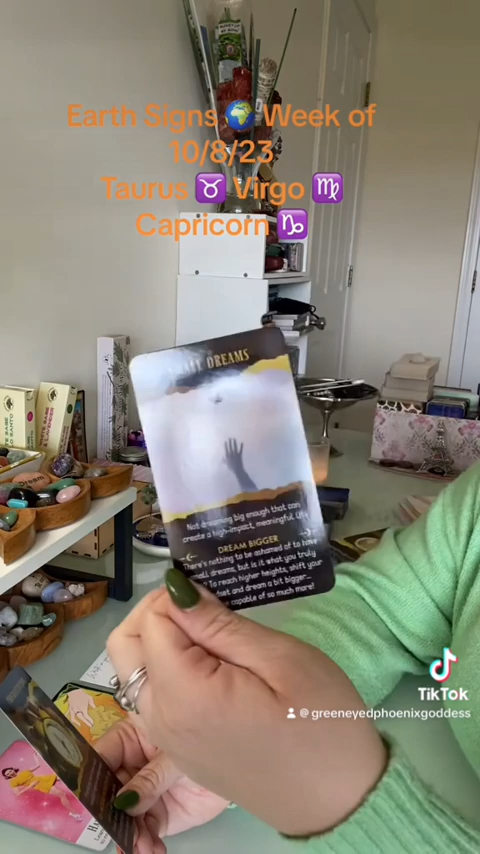 Earth Signs 🌍 Week of
10/8/23
Taurus ♉ Virgo ♍
Capricorn ♑
DREAMS
Not dreaming big enough that can
create a high-impact, meaningful life
DREAM BIGGER
There's nothing to be ashamed of to have
small dreams, but is it what you truly
To reach higher heights, shift your
and dream a bit bigger...
capable of so much more!
TikTok
@greeneyedphoenixgoddess